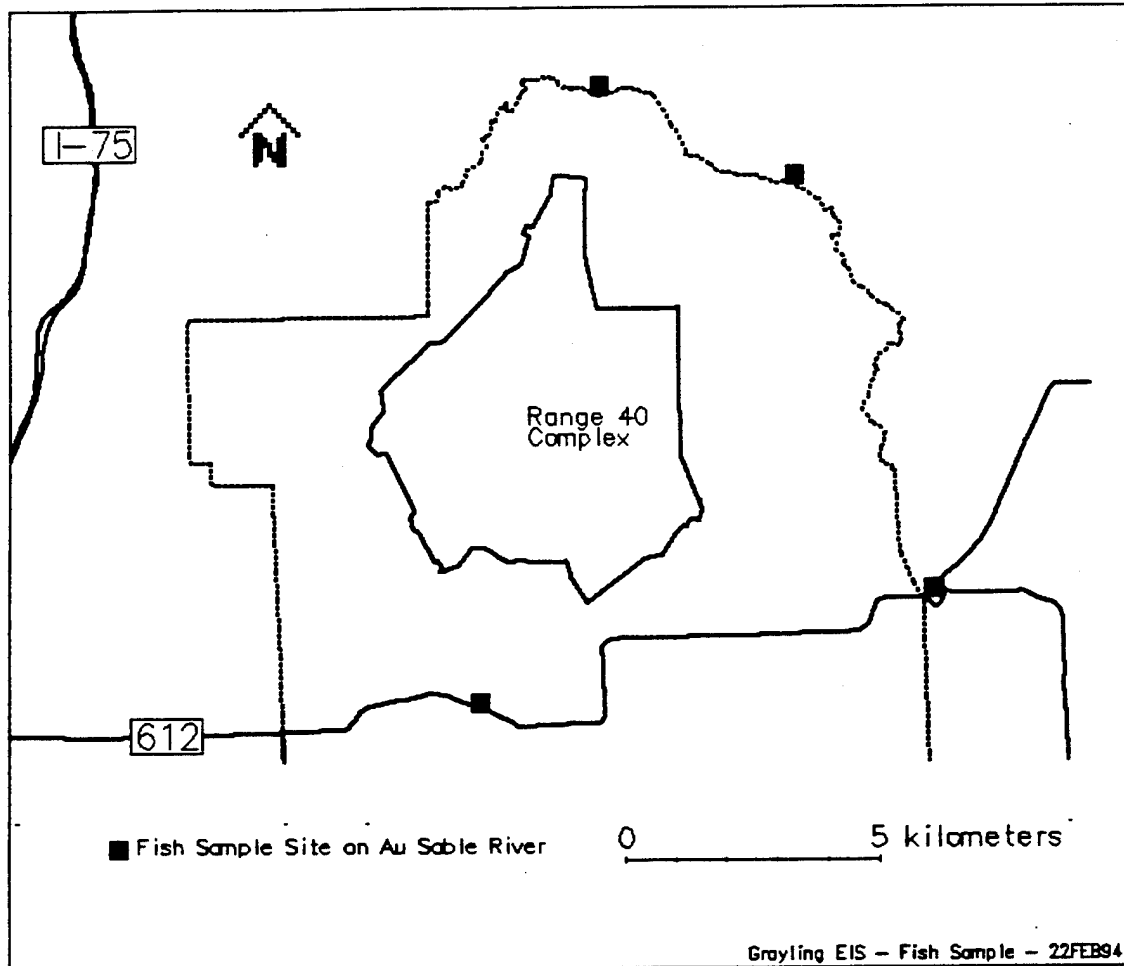 I-75
N
Range 40
Complex
612
Fish Sample Site on Au Sable River
0
5 kilometers
Grayling EIS - Fish Sample - 22FEB94